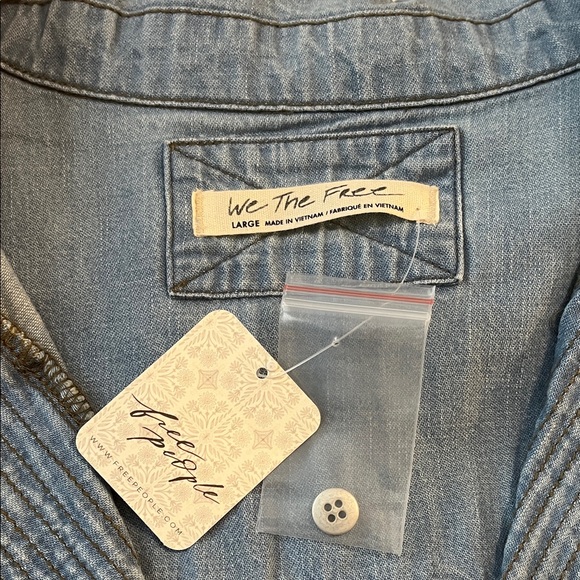 We The Free
LARGE MADE IN VIETNAM / FABRIQUÉ EN VIETNAM
free
people
WWW.FREEPEOPLE.COM